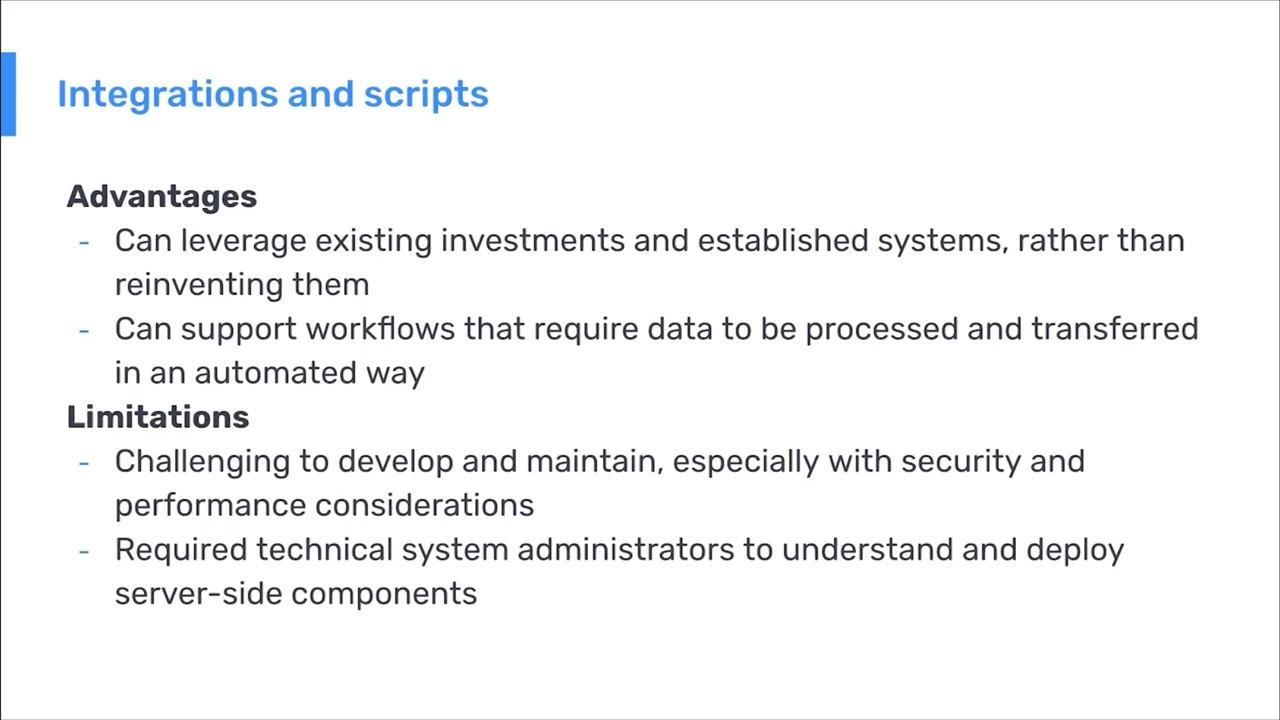 Integrations and scripts
Advantages
- Can leverage existing investments and established systems, rather than
reinventing them
- Can support workflows that require data to be processed and transferred
in an automated way
Limitations
- Challenging to develop and maintain, especially with security and
performance considerations
- Required technical system administrators to understand and deploy
server-side components